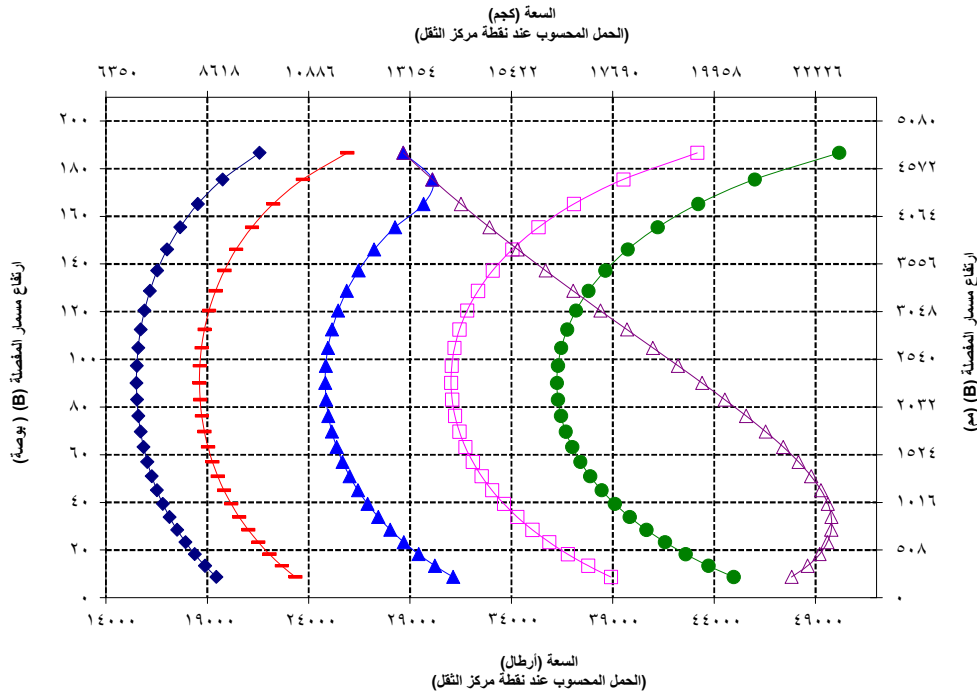 السعة (كجم)
(الحمل المحسوب عند نقطة مركز الثقل)
٦٣٥٠ ٨٦١٨ ١٠٨٨٦ ١٣١٥٤ ١٥٤٢٢ ١٧٦٩٠ ١٩٩٥٨ ٢٢٢٢٦
ارتفاع مسمار المفصلة (B) (بوصة)
٢٠٠
١٨٠
١٦٠
١٤٠
١٢٠
١٠٠
٨٠
٦٠
٤٠
٢٠
٠
٥٠٨٠
٤٥٧٢
٤٠٦٤
٣٥٥٦
٣٠٤٨
٢٥٤٠
٢٠٣٢
١٥٢٤
١٠١٦
٥٠٨
٠
ارتفاع مسمار المفصلة (B) (مم)
١٤٠٠٠ ١٩٠٠٠ ٢٤٠٠٠ ٢٩٠٠٠ ٣٤٠٠٠ ٣٩٠٠٠ ٤٤٠٠٠ ٤٩٠٠٠
السعة (أرطال)
(الحمل المحسوب عند نقطة مركز الثقل)